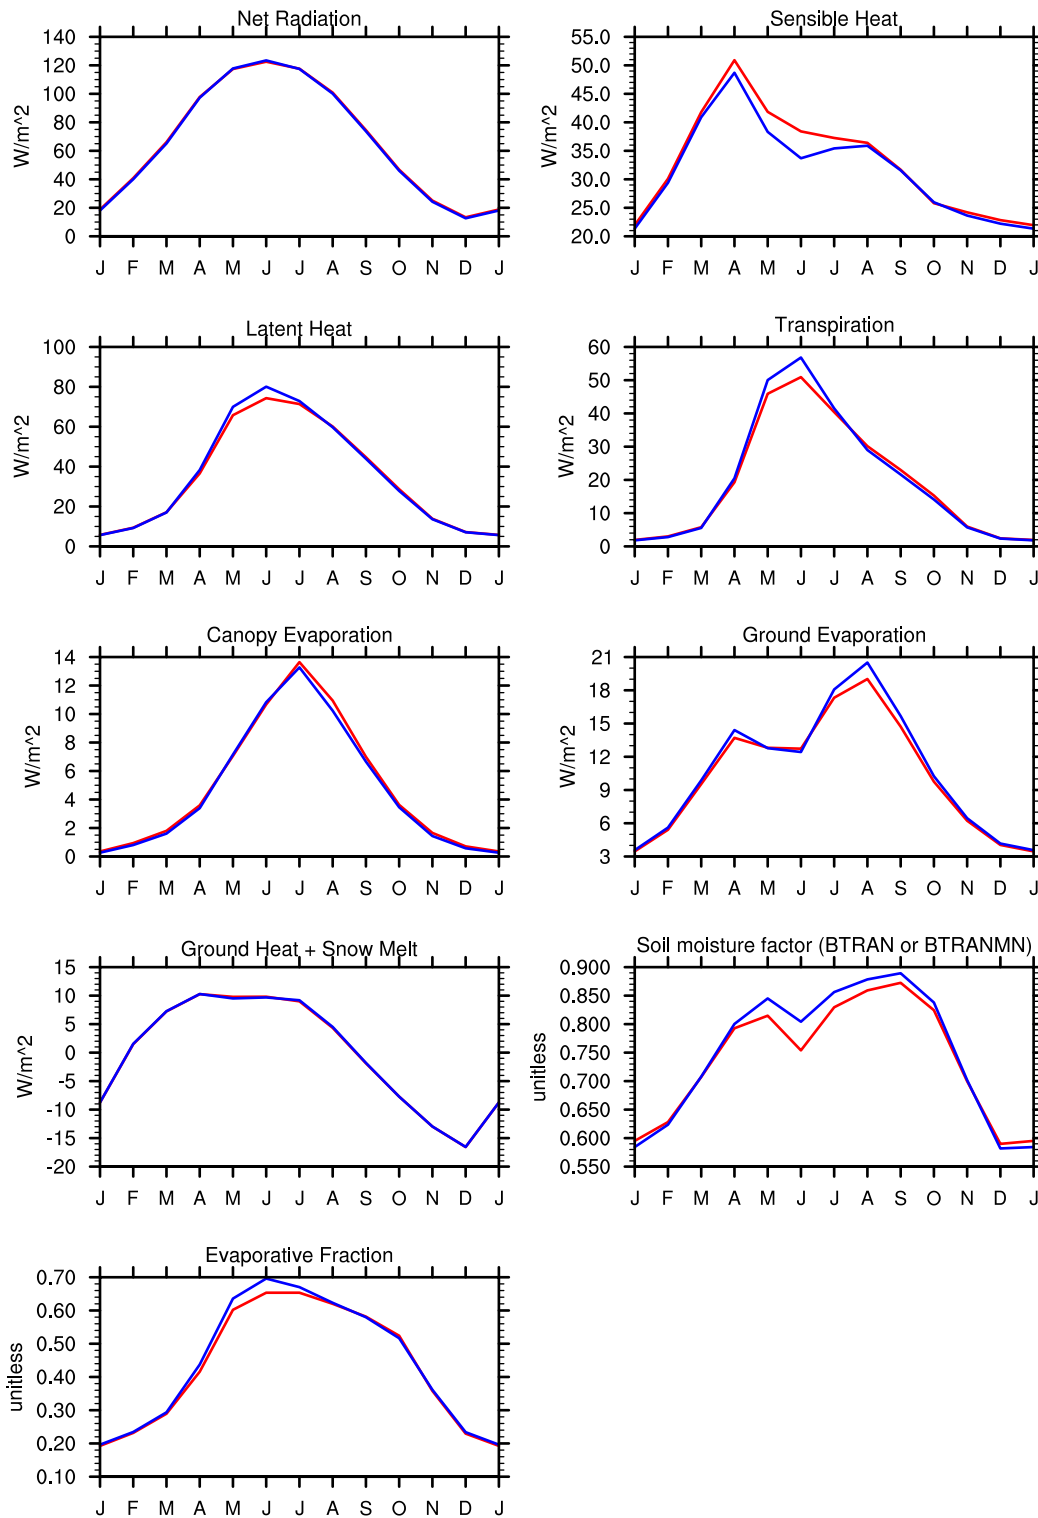 Net Radiation
140
120
100
80
60
40
20
0
W/m^2
J F M A M J J A S O N D J
Sensible Heat
55.0
50.0
45.0
40.0
35.0
30.0
25.0
20.0
W/m^2
J F M A M J J A S O N D J
Latent Heat
100
80
60
40
20
0
W/m^2
J F M A M J J A S O N D J
Transpiration
60
50
40
30
20
10
0
W/m^2
J F M A M J J A S O N D J
Canopy Evaporation
14
12
10
8
6
4
2
0
W/m^2
J F M A M J J A S O N D J
Ground Evaporation
21
18
15
12
9
6
3
W/m^2
J F M A M J J A S O N D J
Ground Heat + Snow Melt
15
10
5
0
-5
-10
-15
-20
W/m^2
J F M A M J J A S O N D J
Soil moisture factor (BTRAN or BTRANMN)
0.900
0.850
0.800
0.750
0.700
0.650
0.600
0.550
unitless
J F M A M J J A S O N D J
Evaporative Fraction
0.70
0.60
0.50
0.40
0.30
0.20
0.10
unitless
J F M A M J J A S O N D J